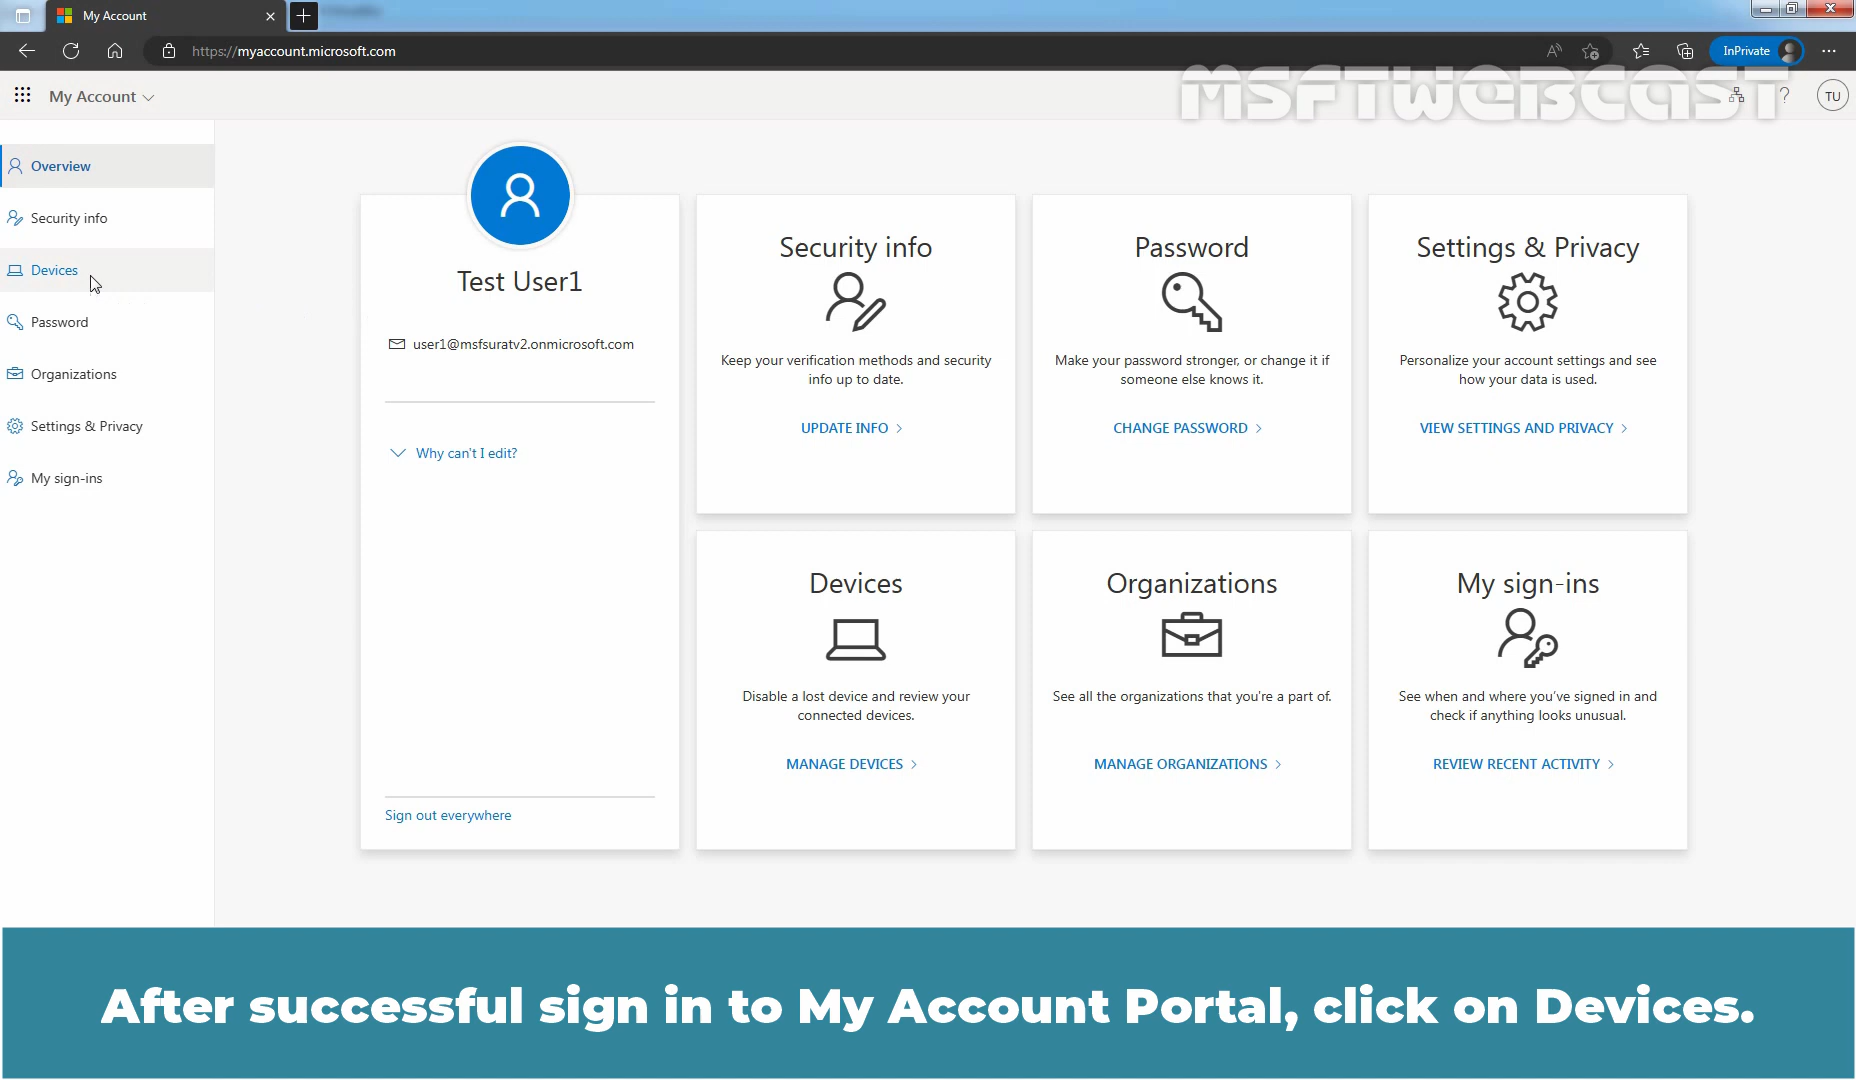 My Account
https://myaccount.microsoft.com
InPrivate
My Account
MSFTWEBCAST
TU
Overview
Security info
Devices
Password
Organizations
Settings & Privacy
My sign-ins
Test User1
user1@msfsuratv2.onmicrosoft.com
Why can't I edit?
Sign out everywhere
Security info
Keep your verification methods and security
info up to date.
UPDATE INFO
Password
Make your password stronger, or change it if
someone else knows it.
CHANGE PASSWORD
Settings & Privacy
Personalize your account settings and see
how your data is used.
VIEW SETTINGS AND PRIVACY
Devices
Disable a lost device and review your
connected devices.
MANAGE DEVICES
Organizations
See all the organizations that you're a part of.
MANAGE ORGANIZATIONS
My sign-ins
See when and where you've signed in and
check if anything looks unusual.
REVIEW RECENT ACTIVITY
After successful sign in to My Account Portal, click on Devices.